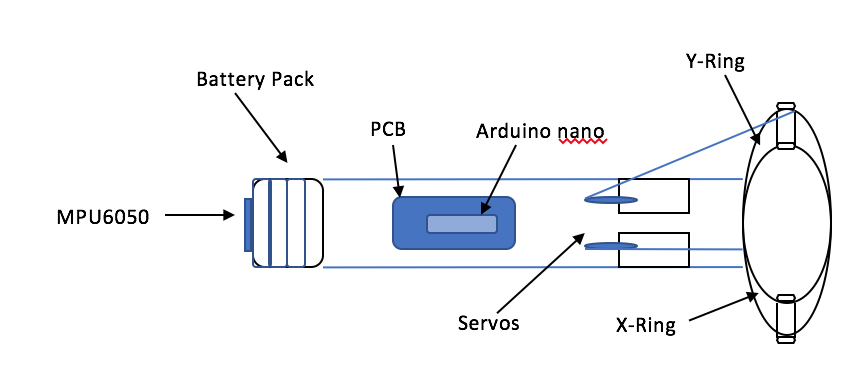 Y-Ring
Battery Pack
PCB
Arduino nano
MPU6050
Servos
X-Ring